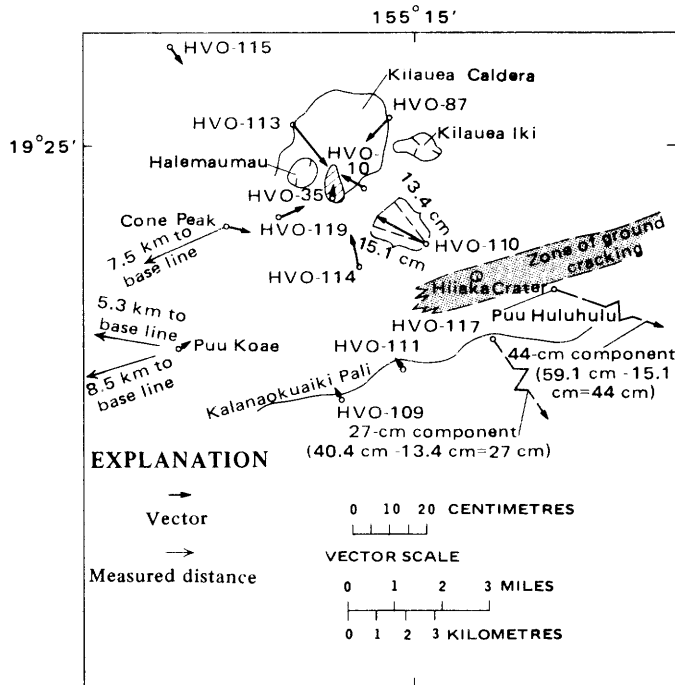 155°15'
HVO-115
Kilauea Caldera
HVO-113
HVO-87
19°25'
Kilauea Iki
Halemaumau
HVO-
10
HVO-35
13.4 cm
Cone Peak
HVO-119
15.1 cm
HVO-110
7.5 km to
base line
HVO-114
Zone of ground
cracking
Hiiaka Crater
5.3 km to
base line
Puu Huluhulu
HVO-117
Puu Koae
HVO-111
8.5 km to
base line
44-cm component
(59.1 cm -15.1
cm=44 cm)
Kalanaokuaiki Pali
HVO-109
27-cm component
(40.4 cm -13.4 cm=27 cm)
EXPLANATION
Vector
Measured distance
0 10 20 CENTIMETRES
VECTOR SCALE
0 1 2 3 MILES
0 1 2 3 KILOMETRES